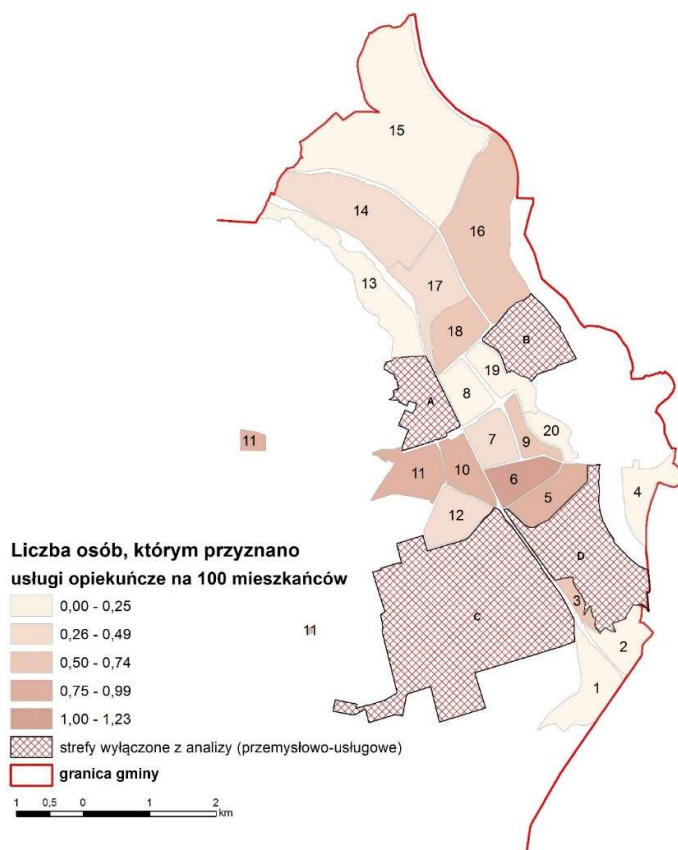 15
14
16
13
17
18
B
19
8
A
20
7
9
11
11
10
6
4
5
12
D
Liczba osób, którym przyznano
usługi opiekuńcze na 100 mieszkańców
0,00 - 0,25
3
0,26 - 0,49
C
11
0,50 - 0,74
2
0,75 - 0,99
1
1,00 - 1,23
strefy wyłączone z analizy (przemysłowo-usługowe)
granica gminy
1 0,5 0 1 2
km